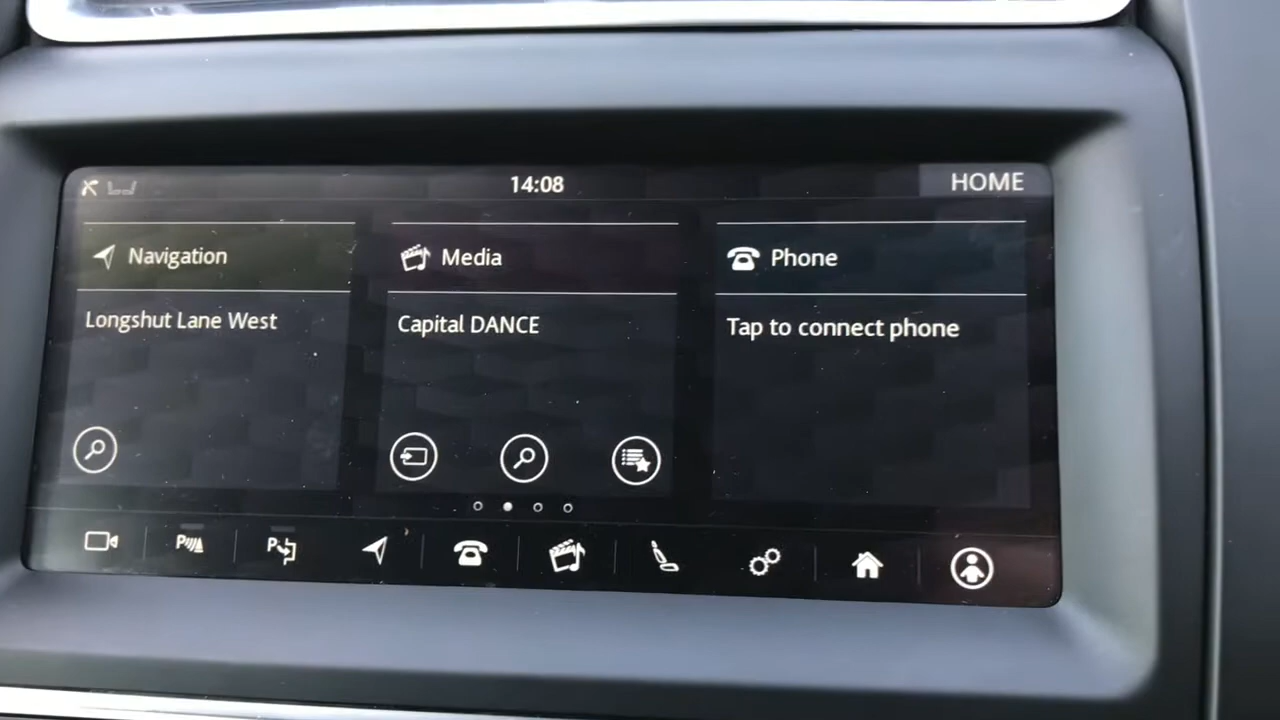 14:08
HOME
Navigation
Media
Phone
Longshut Lane West
Capital DANCE
Tap to connect phone
P
P